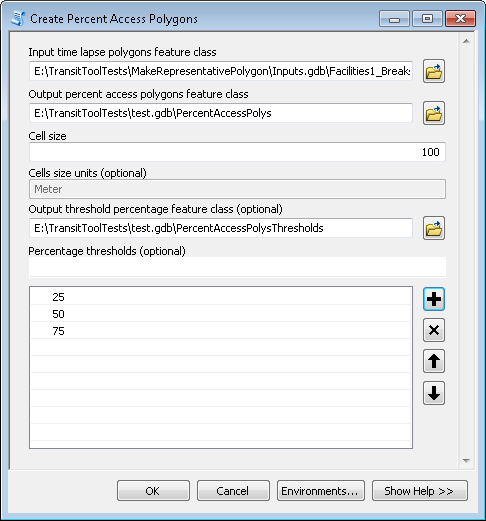 Create Percent Access Polygons
Input time lapse polygons feature class
E:\TransitToolTests\MakeRepresentativePolygon\Inputs.gdb\Facilities1_Breaks
Output percent access polygons feature class
E:\TransitToolTests\test.gdb\PercentAccessPolys
Cell size
100
Cells size units (optional)
Meter
Output threshold percentage feature class (optional)
E:\TransitToolTests\test.gdb\PercentAccessPolysThresholds
Percentage thresholds (optional)
25
50
75
OK Cancel Environments... Show Help >>